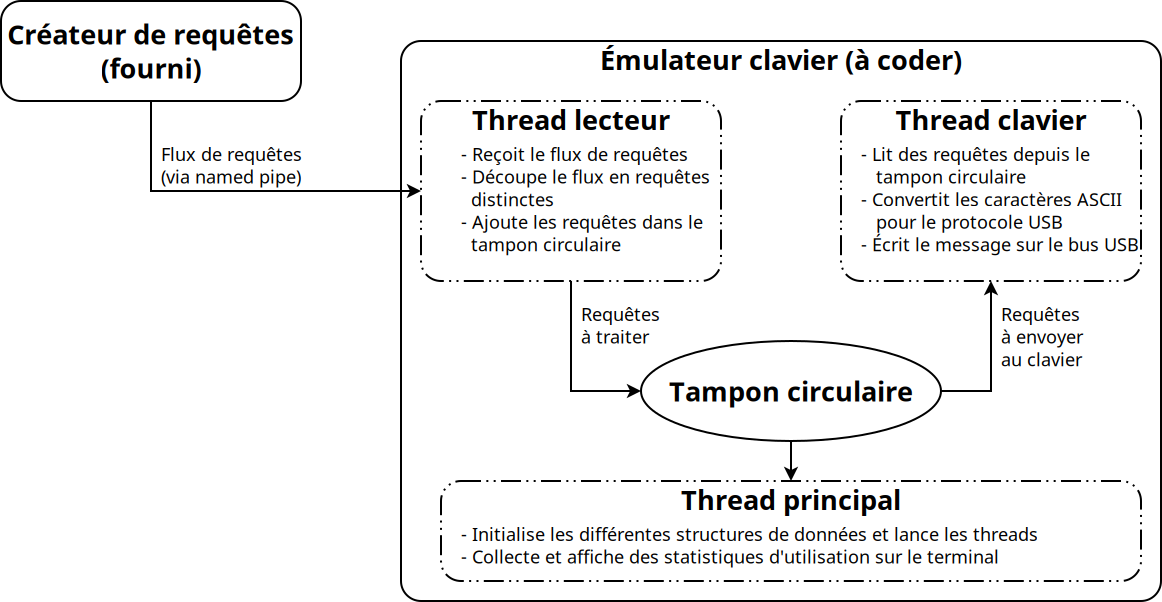 Créateur de requêtes
(fourni)
Émulateur clavier (à coder)
Flux de requêtes
(via named pipe)
Thread lecteur
- Reçoit le flux de requêtes
- Découpe le flux en requêtes
distinctes
- Ajoute les requêtes dans le
tampon circulaire
Thread clavier
- Lit des requêtes depuis le
tampon circulaire
- Convertit les caractères ASCII
pour le protocole USB
- Écrit le message sur le bus USB
Requêtes
à traiter
Requêtes
à envoyer
au clavier
Tampon circulaire
Thread principal
- Initialise les différentes structures de données et lance les threads
- Collecte et affiche des statistiques d'utilisation sur le terminal